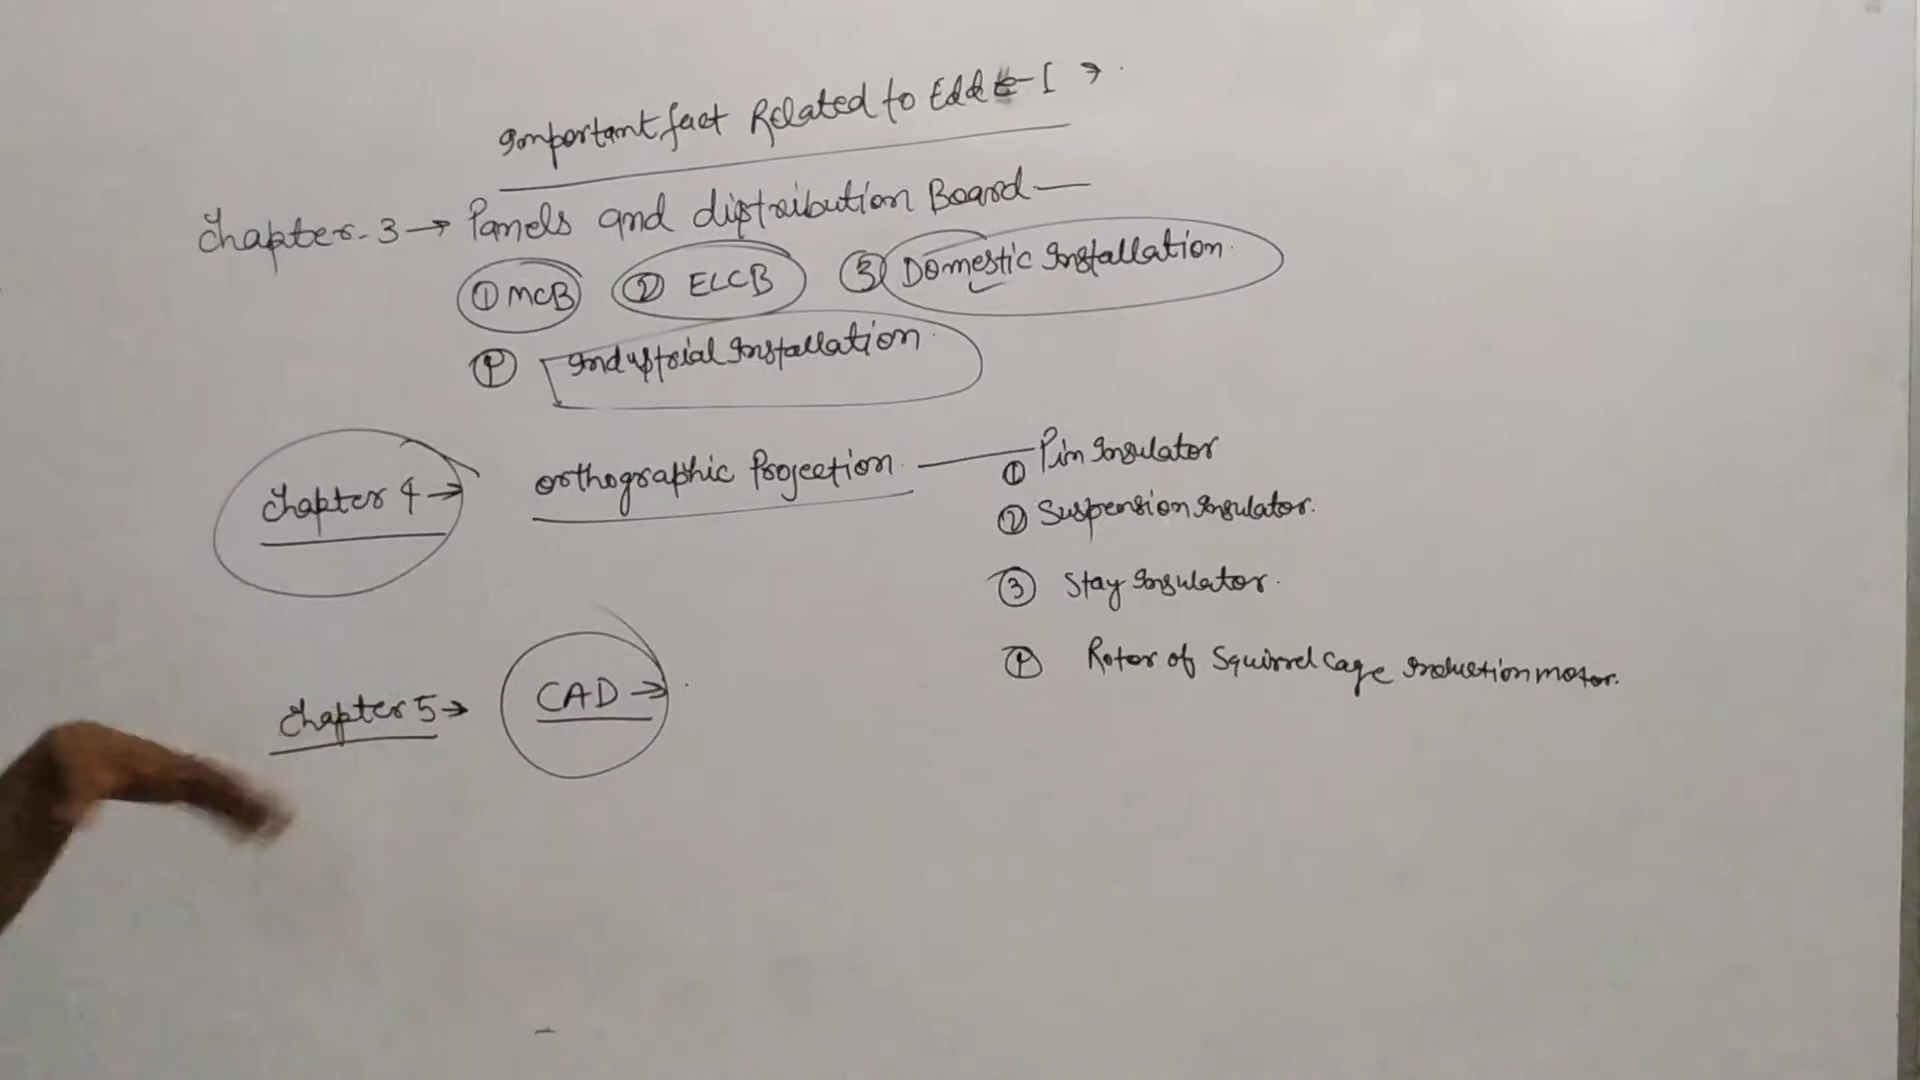 Important fact Related to Edd E-I →
Chapter-3 → Panels and distribution Board —
① MCB ② ELCB ③ Domestic Installation
④ Industrial Installation
Chapter 4 → orthographic Projection — ① Pin Insulator
② Suspension Insulator.
③ Stay Insulator.
④ Rotor of Squirrel Cage Induction motor.
Chapter 5 → CAD →